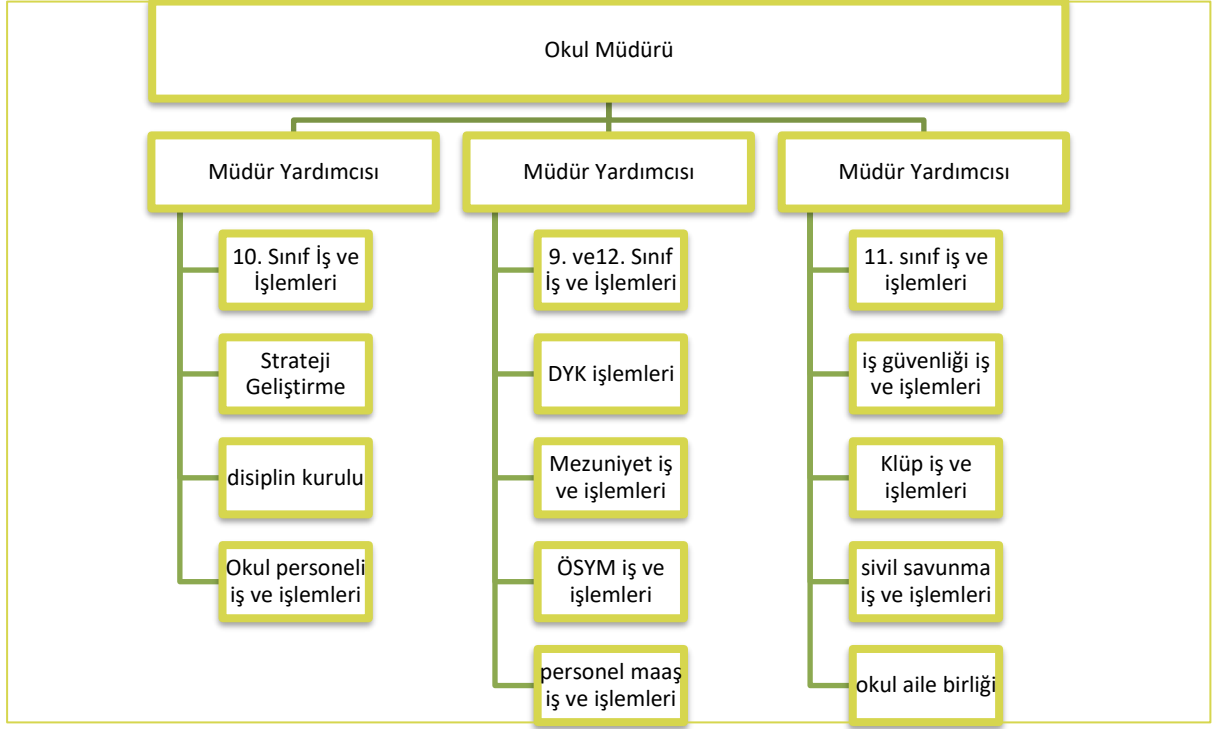 Okul Müdürü
Müdür Yardımcısı
10. Sınıf İş ve
İşlemleri
Strateji
Geliştirme
disiplin kurulu
Okul personeli
iş ve işlemleri
Müdür Yardımcısı
9. ve12. Sınıf
İş ve İşlemleri
DYK işlemleri
Mezuniyet iş
ve işlemleri
ÖSYM iş ve
işlemleri
personel maaş
iş ve işlemleri
Müdür Yardımcısı
11. sınıf iş ve
işlemleri
iş güvenliği iş
ve işlemleri
Klüp iş ve
işlemleri
sivil savunma
iş ve işlemleri
okul aile birliği